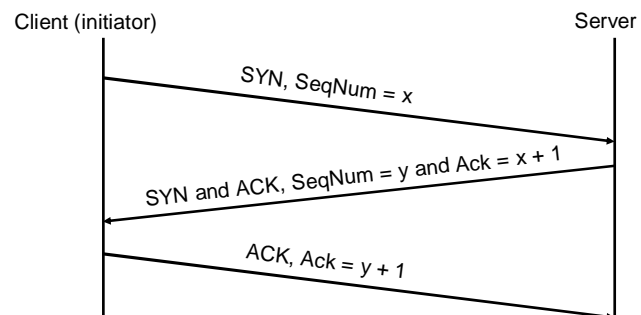 Client (initiator)
Server
SYN, SeqNum = x
SYN and ACK, SeqNum = y and Ack = x + 1
ACK, Ack = y + 1